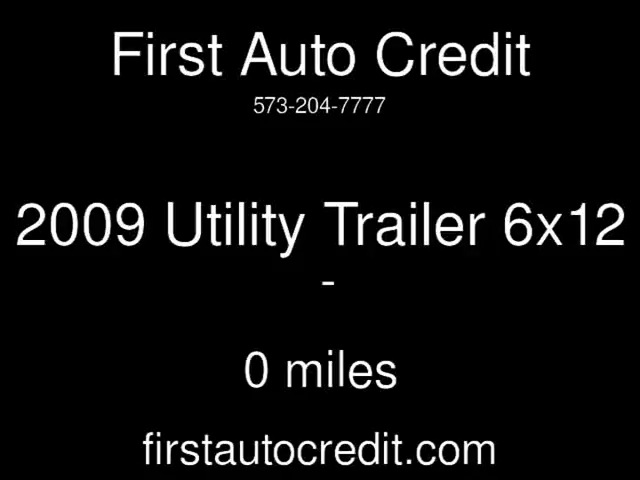 First Auto Credit
573-204-7777
2009 Utility Trailer 6x12
-
0 miles
firstautocredit.com